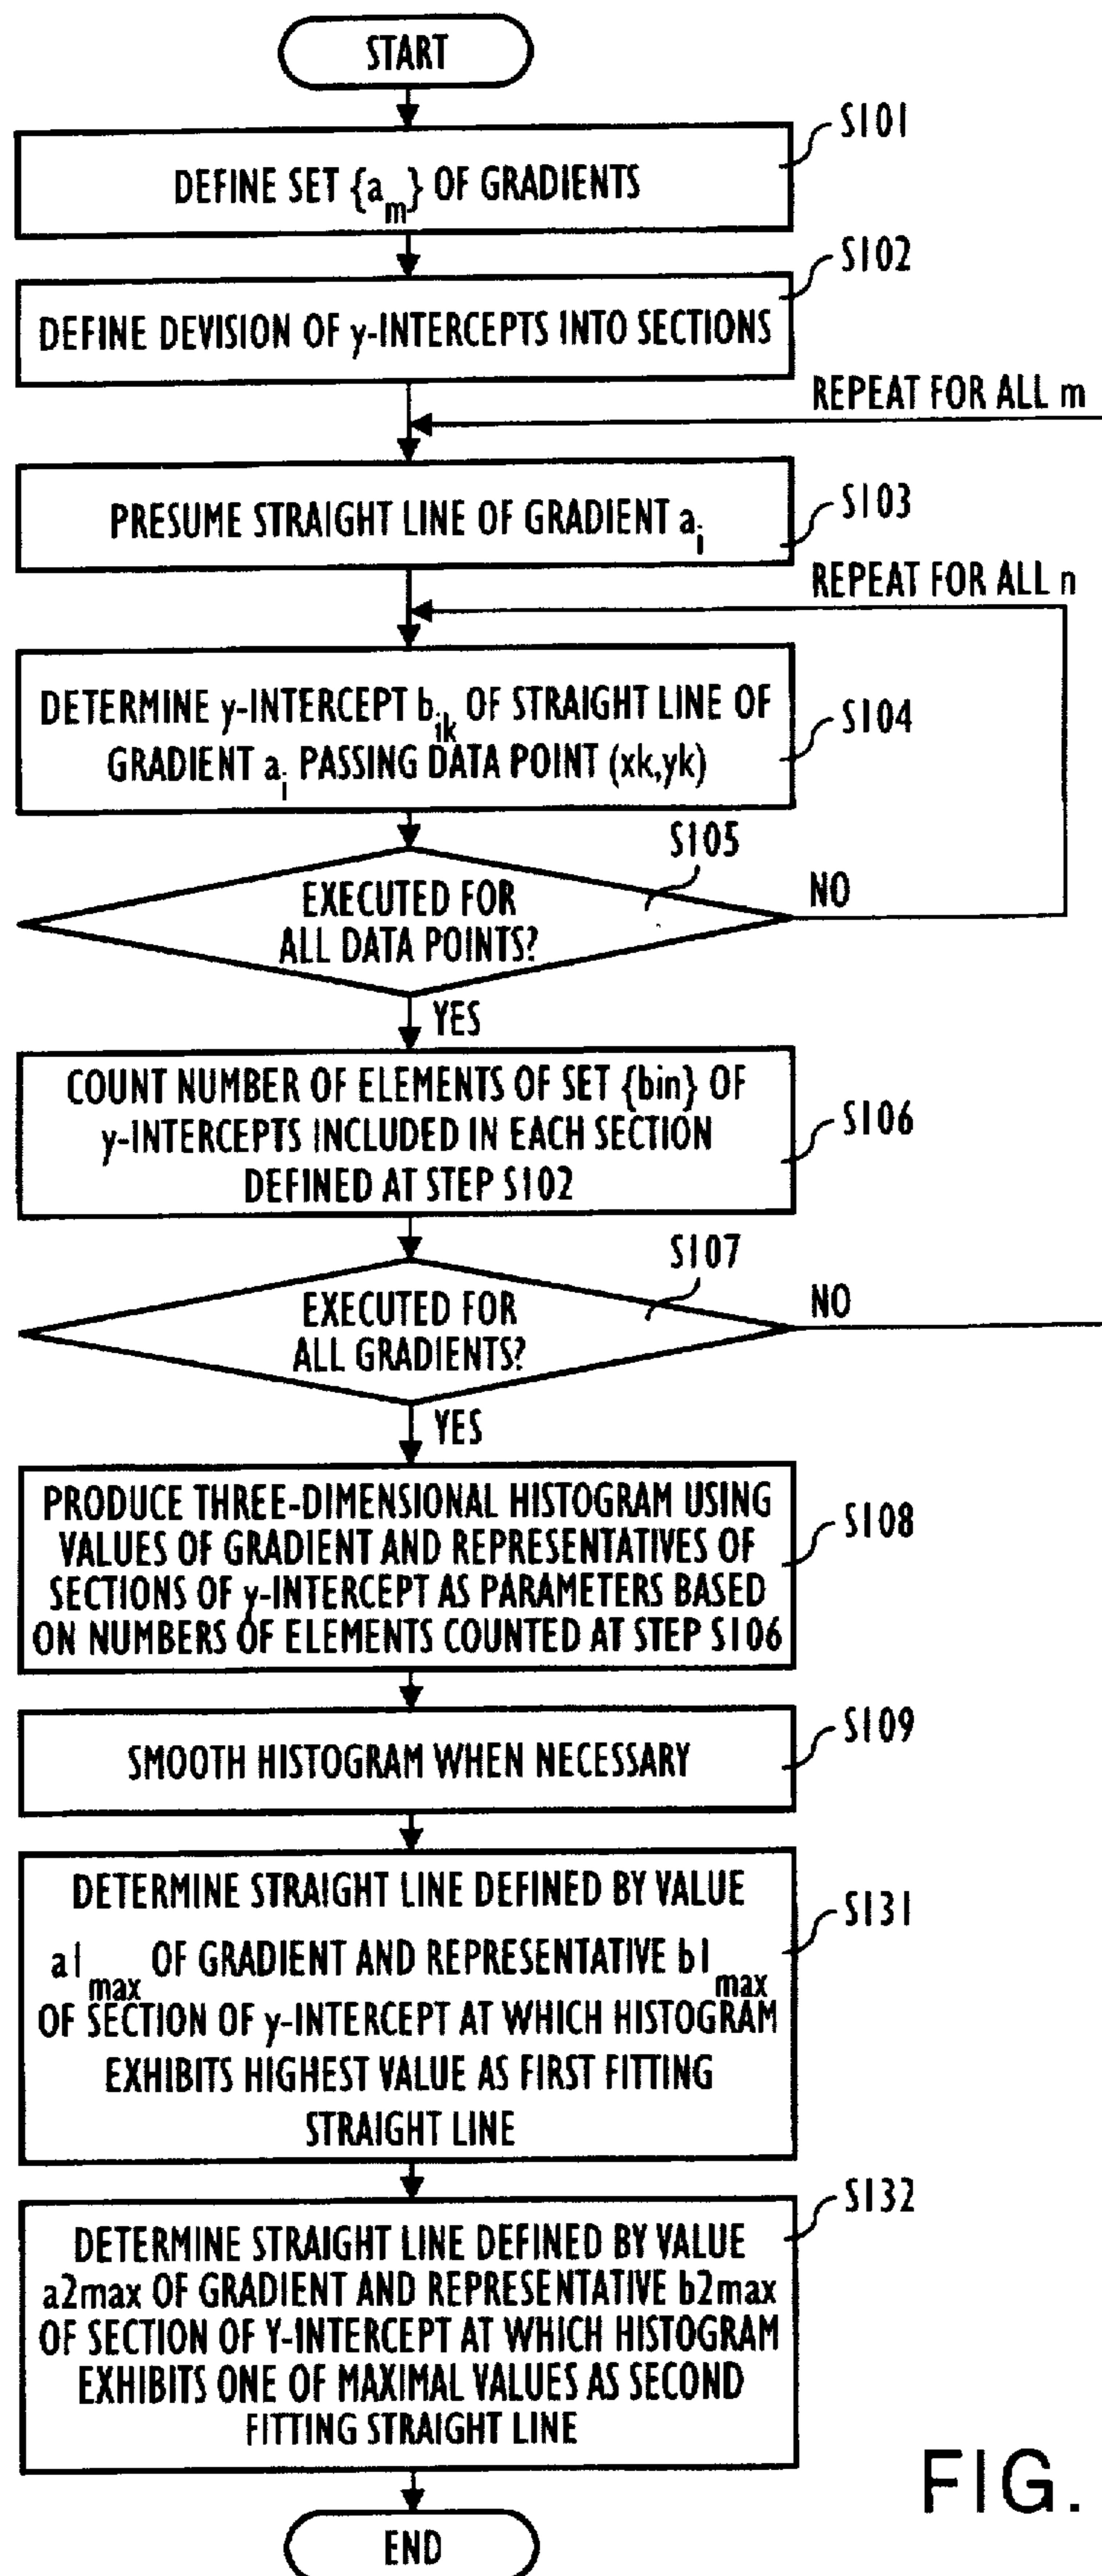 START
S101
DEFINE SET {a_m} OF GRADIENTS
S102
DEFINE DEVISION OF y-INTERCEPTS INTO SECTIONS
REPEAT FOR ALL m
S103
PRESUME STRAIGHT LINE OF GRADIENT a_i
REPEAT FOR ALL n
S104
DETERMINE y-INTERCEPT b_ik OF STRAIGHT LINE OF
GRADIENT a_i PASSING DATA POINT (xk,yk)
S105
EXECUTED FOR
ALL DATA POINTS?
NO
YES
S106
COUNT NUMBER OF ELEMENTS OF SET {bin} OF
y-INTERCEPTS INCLUDED IN EACH SECTION
DEFINED AT STEP S102
S107
EXECUTED FOR
ALL GRADIENTS?
NO
YES
S108
PRODUCE THREE-DIMENSIONAL HISTOGRAM USING
VALUES OF GRADIENT AND REPRESENTATIVES OF
SECTIONS OF y-INTERCEPT AS PARAMETERS BASED
ON NUMBERS OF ELEMENTS COUNTED AT STEP S106
S109
SMOOTH HISTOGRAM WHEN NECESSARY
S131
DETERMINE STRAIGHT LINE DEFINED BY VALUE
a1_max OF GRADIENT AND REPRESENTATIVE b1_max
OF SECTION OF y-INTERCEPT AT WHICH HISTOGRAM
EXHIBITS HIGHEST VALUE AS FIRST FITTING
STRAIGHT LINE
S132
DETERMINE STRAIGHT LINE DEFINED BY VALUE
a2max OF GRADIENT AND REPRESENTATIVE b2max
OF SECTION OF Y-INTERCEPT AT WHICH HISTOGRAM
EXHIBITS ONE OF MAXIMAL VALUES AS SECOND
FITTING STRAIGHT LINE
END
FIG.